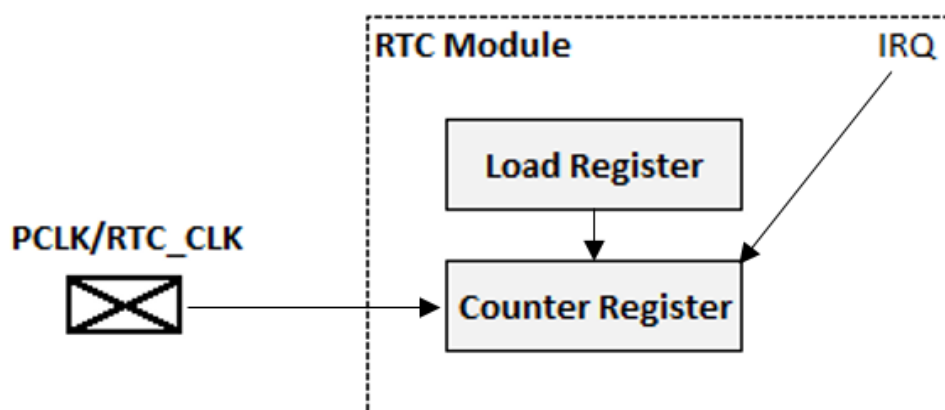 RTC Module
IRQ
Load Register
PCLK/RTC_CLK
Counter Register